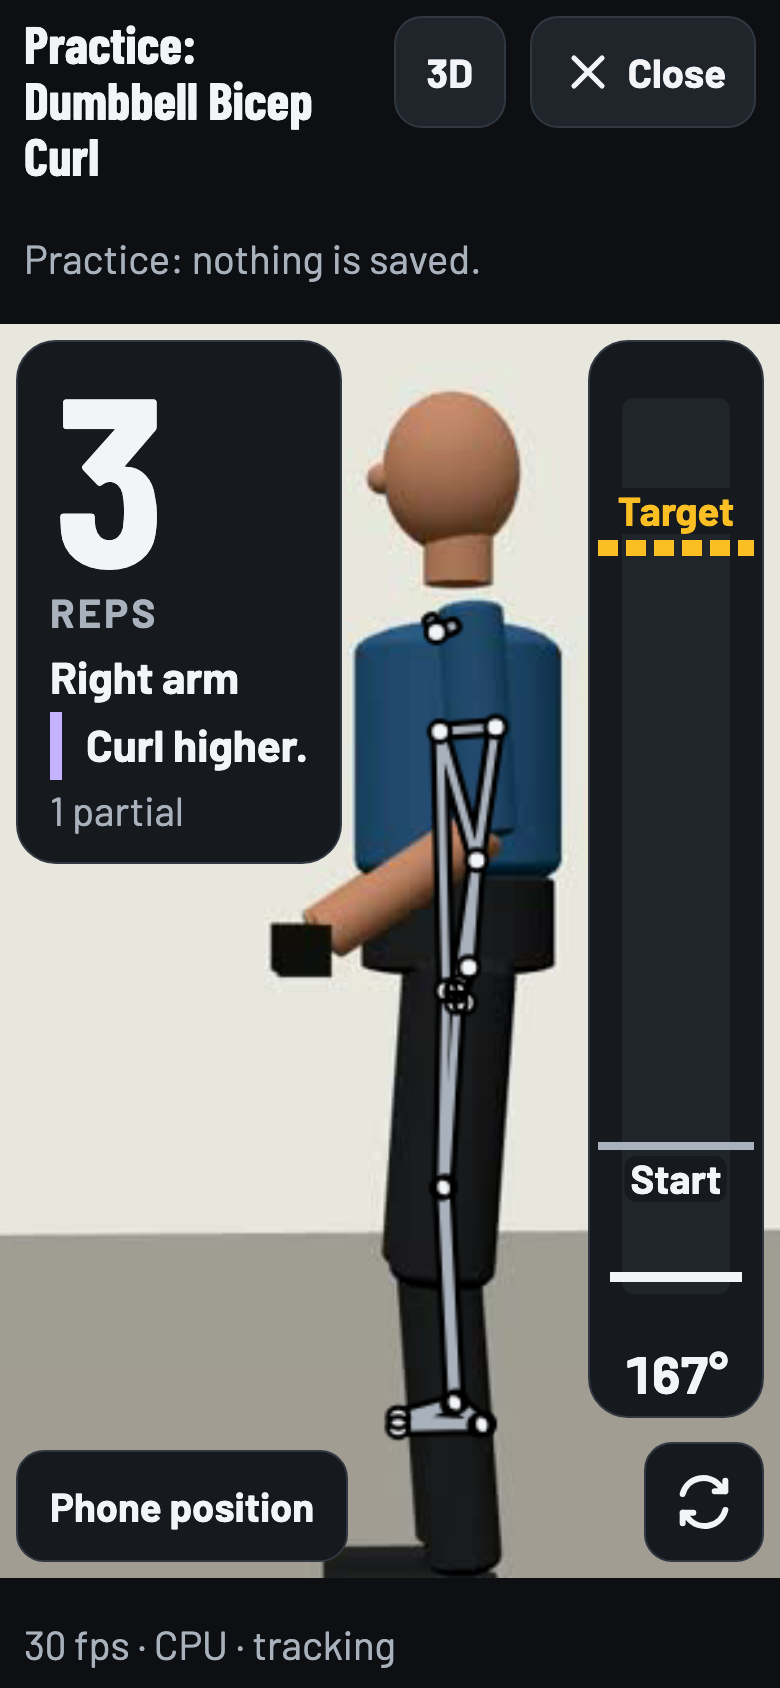 Practice:
Dumbbell Bicep
Curl
3D
Close
Practice: nothing is saved.
3
REPS
Right arm
Curl higher.
1 partial
Target
Start
167°
Phone position
30 fps · CPU · tracking